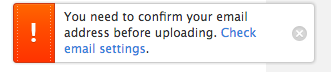 You need to confirm your email
address before uploading. Check
email settings.